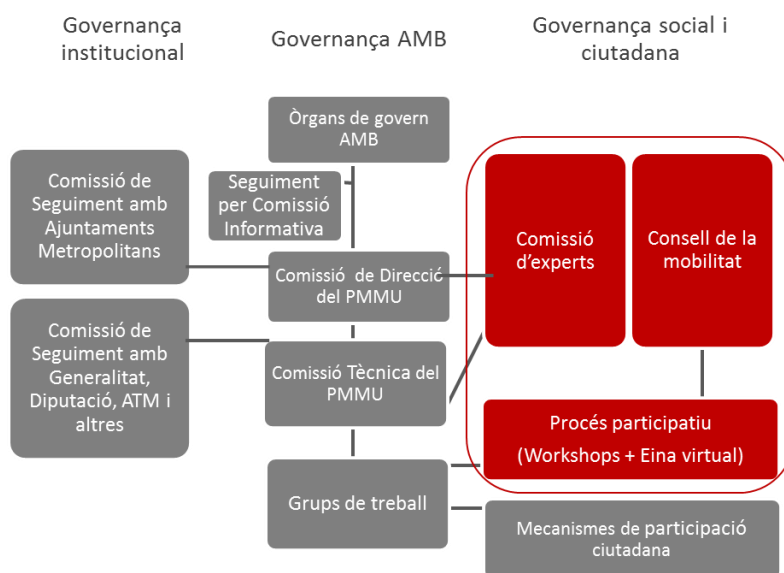 Governança
institucional
Governança AMB
Governança social i
ciutadana
Òrgans de govern
AMB
Seguiment
per Comissió
Informativa
Comissió de
Seguiment amb
Ajuntaments
Metropolitans
Comissió de Direcció
del PMMU
Comissió
d’experts
Consell de la
mobilitat
Comissió de
Seguiment amb
Generalitat,
Diputació, ATM i
altres
Comissió Tècnica del
PMMU
Procés participatiu
(Workshops + Eina virtual)
Grups de treball
Mecanismes de participació
ciutadana